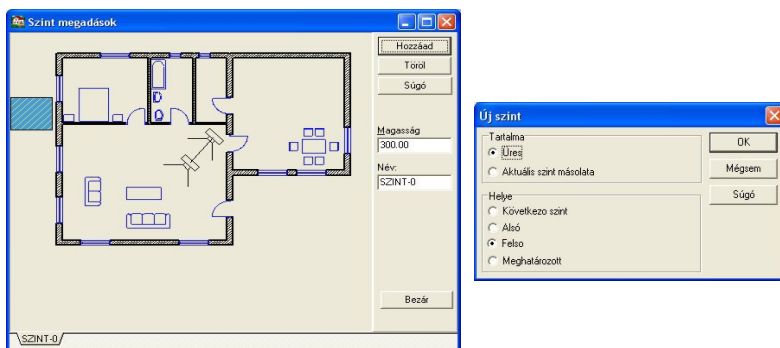 Szint megadások
Hozzáad
Töröl
Súgó
Magasság
300.00
Név:
SZINT-0
Bezár
SZINT-0
Új szint
Tartalma
Üres
Aktuális szint másolata
Helye
Következo szint
Alsó
Felso
Meghatározott
OK
Mégsem
Súgó